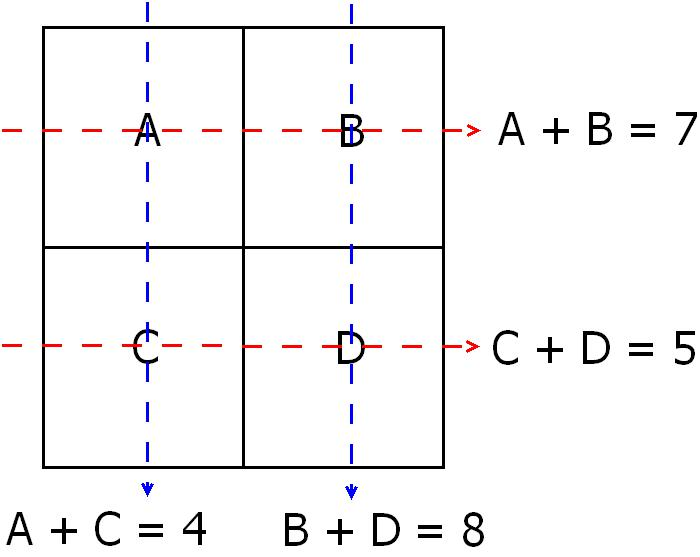 A B A + B = 7
C D C + D = 5
A + C = 4 B + D = 8